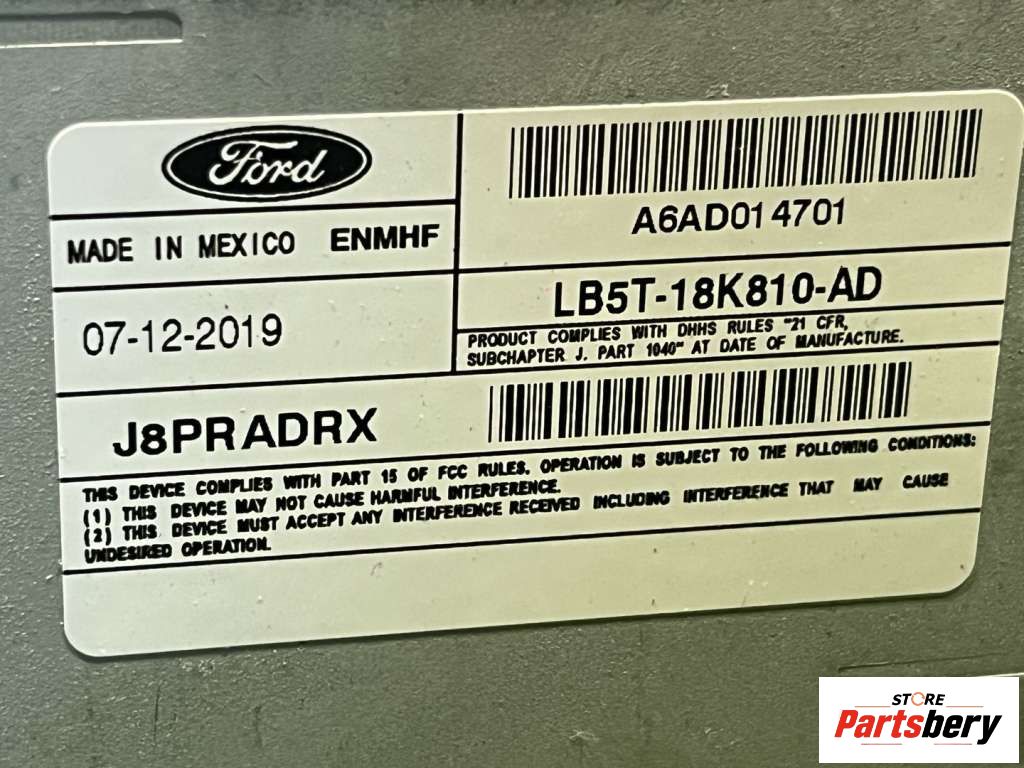 Ford
MADE IN MEXICO ENMHF
07-12-2019
A6AD014701
LB5T-18K810-AD
PRODUCT COMPLIES WITH DHHS RULES "21 CFR,
SUBCHAPTER J, PART 1040" AT DATE OF MANUFACTURE.
J8PRADRX
THIS DEVICE COMPLIES WITH PART 15 OF FCC RULES. OPERATION IS SUBJECT TO THE FOLLOWING CONDITIONS:
(1) THIS DEVICE MAY NOT CAUSE HARMFUL INTERFERENCE.
(2) THIS DEVICE MUST ACCEPT ANY INTERFERENCE RECEIVED INCLUDING INTERFERENCE THAT MAY CAUSE
UNDESIRED OPERATION.
STORE
Partsbery